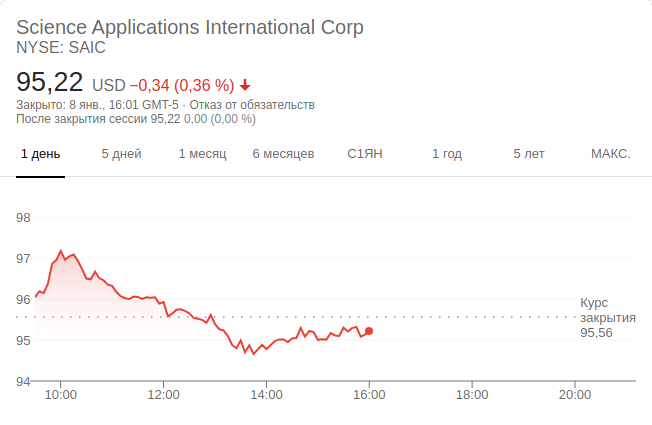 Science Applications International Corp
NYSE: SAIC
95,22 USD −0,34 (0,36 %)
Закрыто: 8 янв., 16:01 GMT-5 · Отказ от обязательств
После закрытия сессии 95,22 0,00 (0,00 %)
1 день 5 дней 1 месяц 6 месяцев С1ЯН 1 год 5 лет МАКС.
98
97
96
Курс
закрытия
95,56
95
94
10:00 12:00 14:00 16:00 18:00 20:00